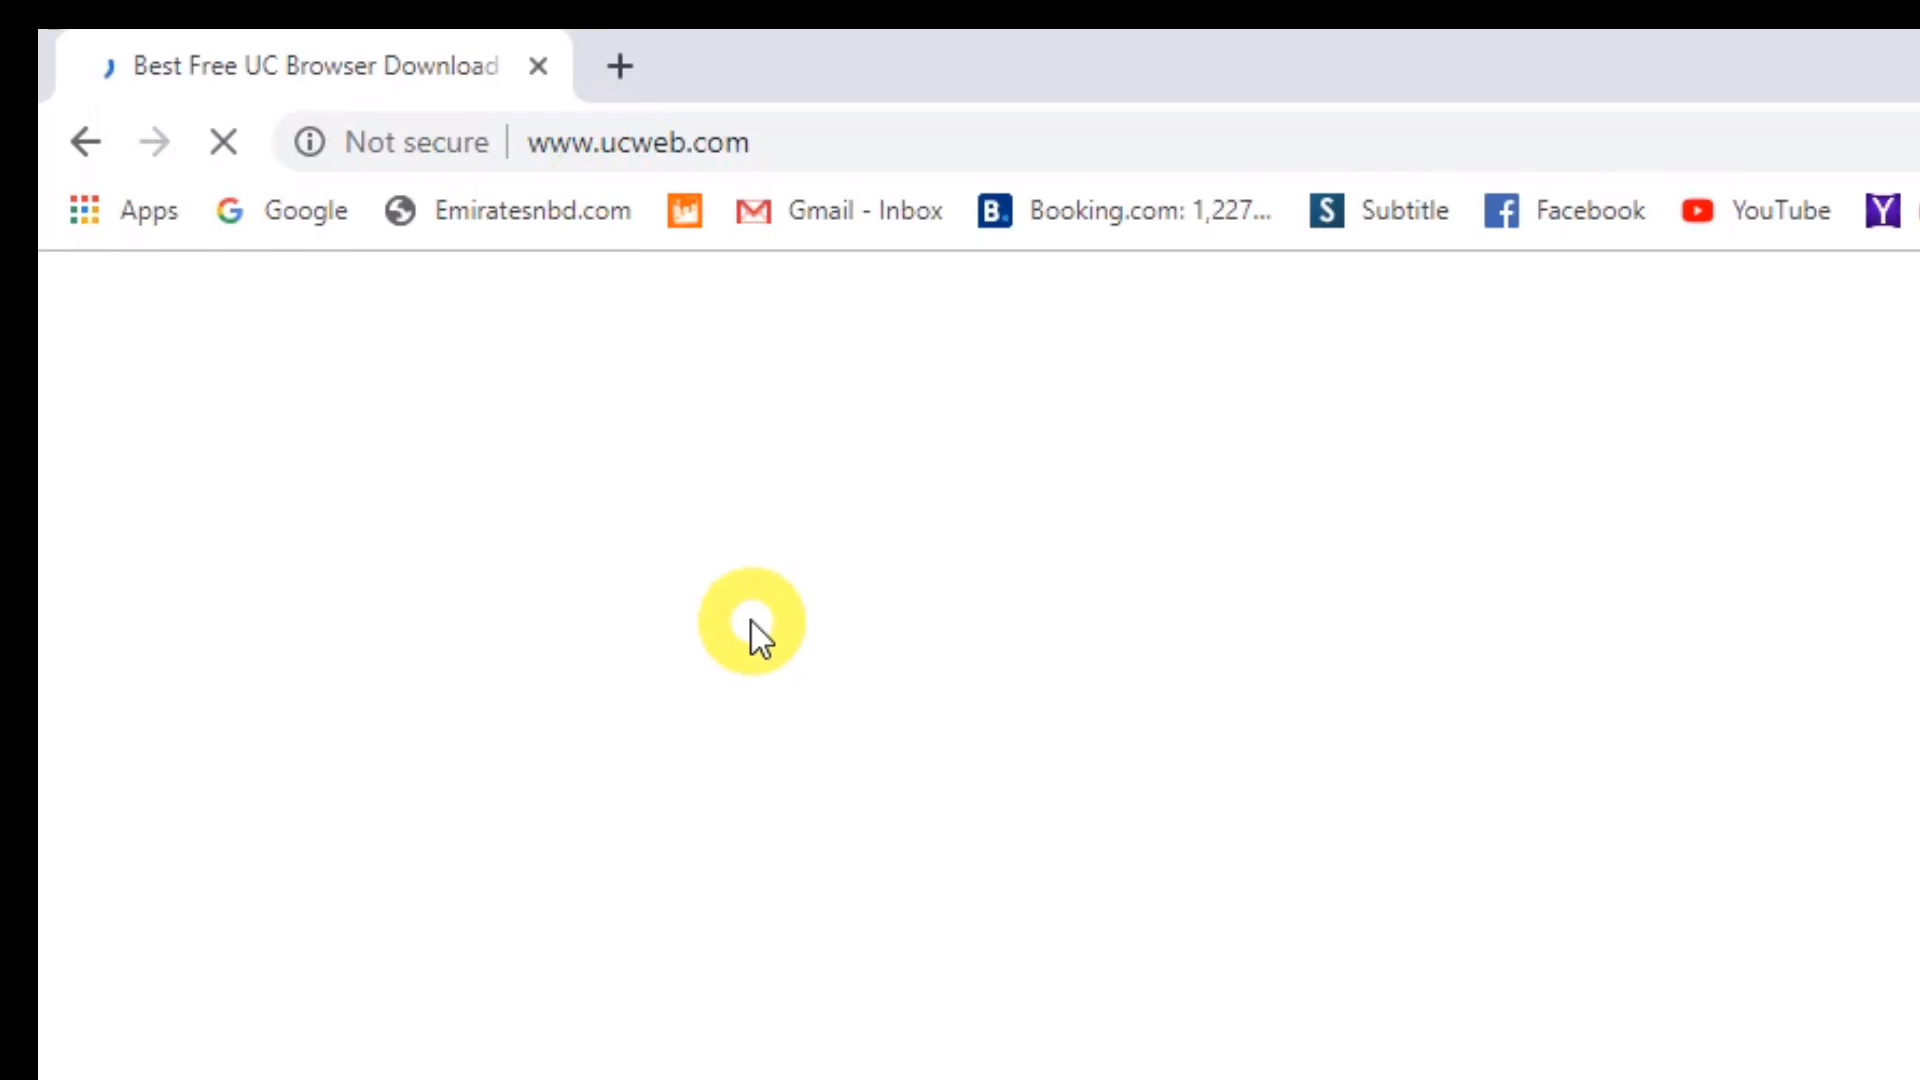 Best Free UC Browser Download
Not secure | www.ucweb.com
Apps Google Emiratesnbd.com Gmail - Inbox B. Booking.com: 1,227... S Subtitle f Facebook YouTube Y